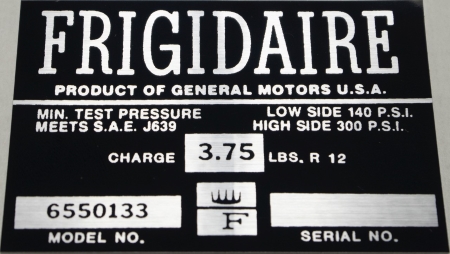 FRIGIDAIRE
PRODUCT OF GENERAL MOTORS U.S.A.
MIN. TEST PRESSURE LOW SIDE 140 P.S.I.
MEETS S.A.E. J639 HIGH SIDE 300 P.S.I.
CHARGE 3.75 LBS. R 12
6550133
F
MODEL NO. SERIAL NO.